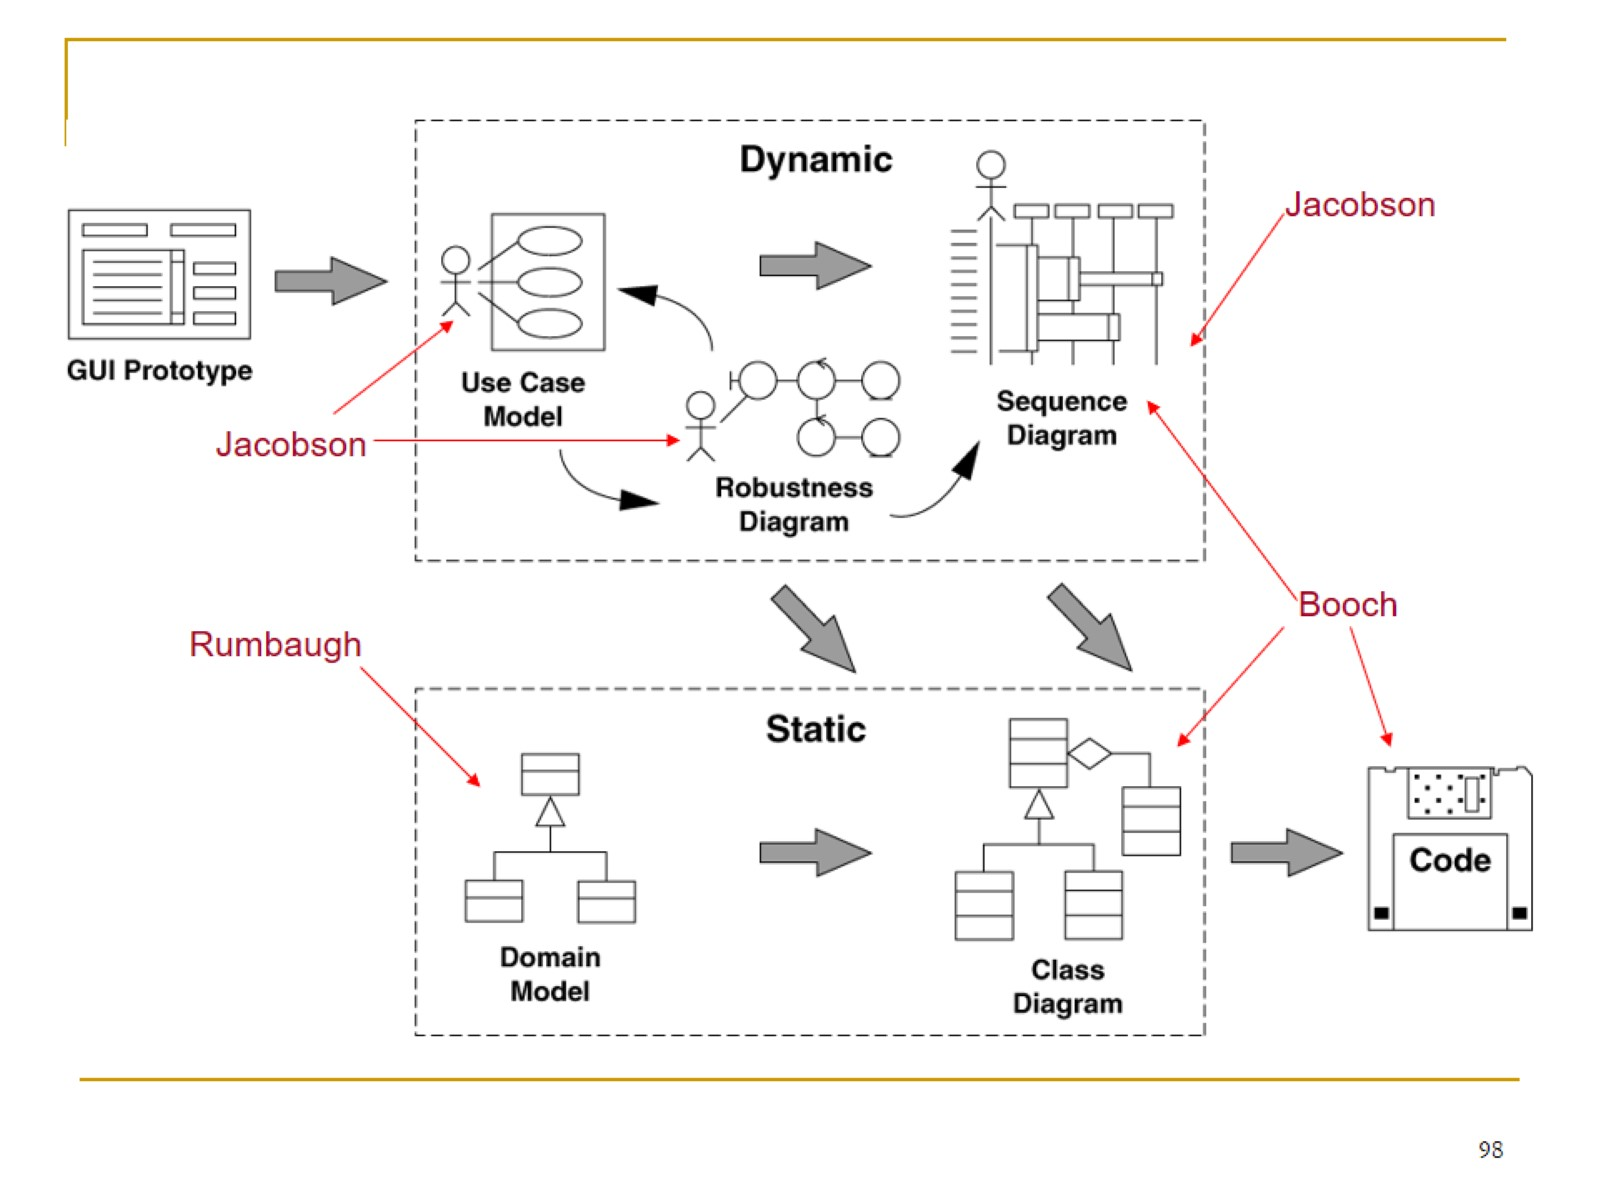 Dynamic
Jacobson
GUI Prototype
Use Case
Model
Sequence
Diagram
Jacobson
Robustness
Diagram
Booch
Rumbaugh
Static
Code
Domain
Model
Class
Diagram
98